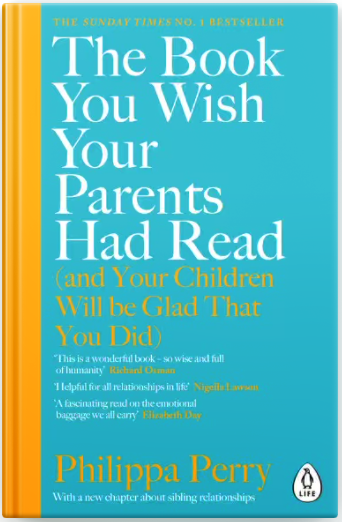 THE SUNDAY TIMES NO. 1 BESTSELLER
The Book
You Wish
Your
Parents
Had Read
(and Your Children
Will be Glad That
You Did)
'This is a wonderful book – so wise and full
of humanity' Richard Osman
'Helpful for all relationships in life' Nigella Lawson
'A fascinating read on the emotional
baggage we all carry' Elizabeth Day
Philippa Perry
With a new chapter about sibling relationships
LIFE